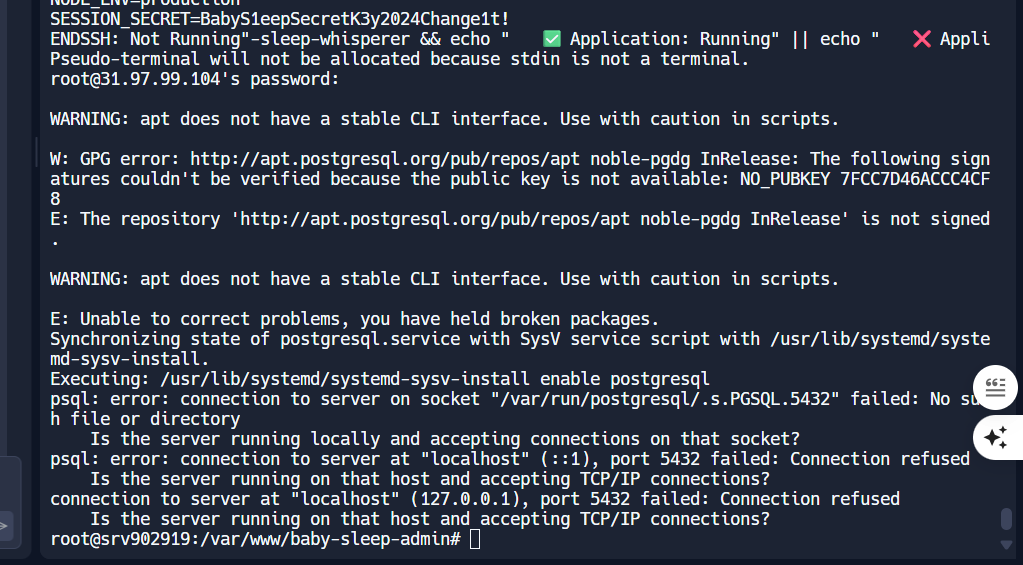 NODE_ENV=production
SESSION_SECRET=BabyS1eepSecretK3y2024Change1t!
ENDSSH: Not Running"-sleep-whisperer && echo "   ✅ Application: Running" || echo "   ❌ Appli
Pseudo-terminal will not be allocated because stdin is not a terminal.
root@31.97.99.104's password:
WARNING: apt does not have a stable CLI interface. Use with caution in scripts.
W: GPG error: http://apt.postgresql.org/pub/repos/apt noble-pgdg InRelease: The following sign
atures couldn't be verified because the public key is not available: NO_PUBKEY 7FCC7D46ACCC4CF
8
E: The repository 'http://apt.postgresql.org/pub/repos/apt noble-pgdg InRelease' is not signed
.
WARNING: apt does not have a stable CLI interface. Use with caution in scripts.
E: Unable to correct problems, you have held broken packages.
Synchronizing state of postgresql.service with SysV service script with /usr/lib/systemd/syste
md-sysv-install.
Executing: /usr/lib/systemd/systemd-sysv-install enable postgresql
psql: error: connection to server on socket "/var/run/postgresql/.s.PGSQL.5432" failed: No su
h file or directory
    Is the server running locally and accepting connections on that socket?
psql: error: connection to server at "localhost" (::1), port 5432 failed: Connection refused
    Is the server running on that host and accepting TCP/IP connections?
connection to server at "localhost" (127.0.0.1), port 5432 failed: Connection refused
    Is the server running on that host and accepting TCP/IP connections?
root@srv902919:/var/www/baby-sleep-admin#